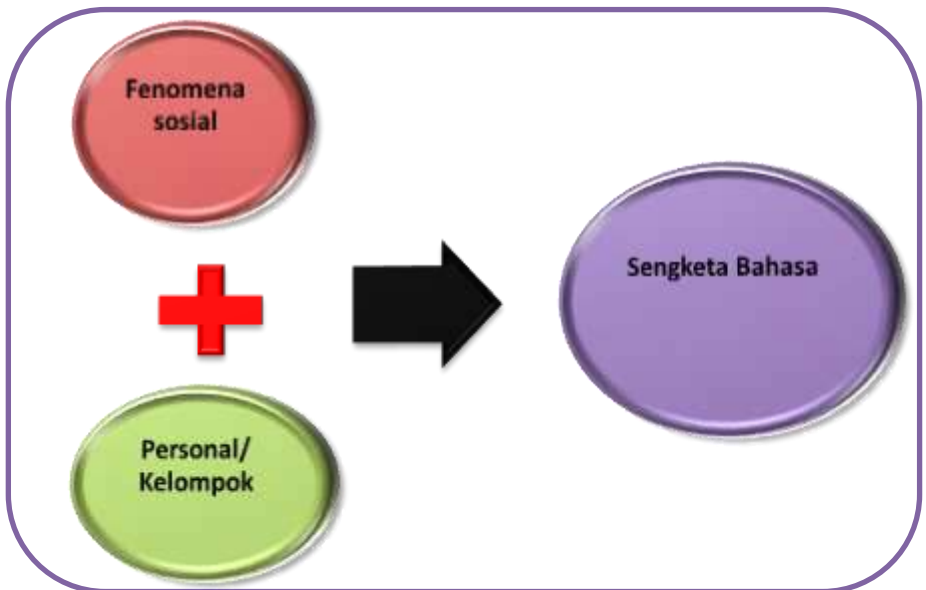 Fenomena
sosial
Sengketa Bahasa
Personal/
Kelompok